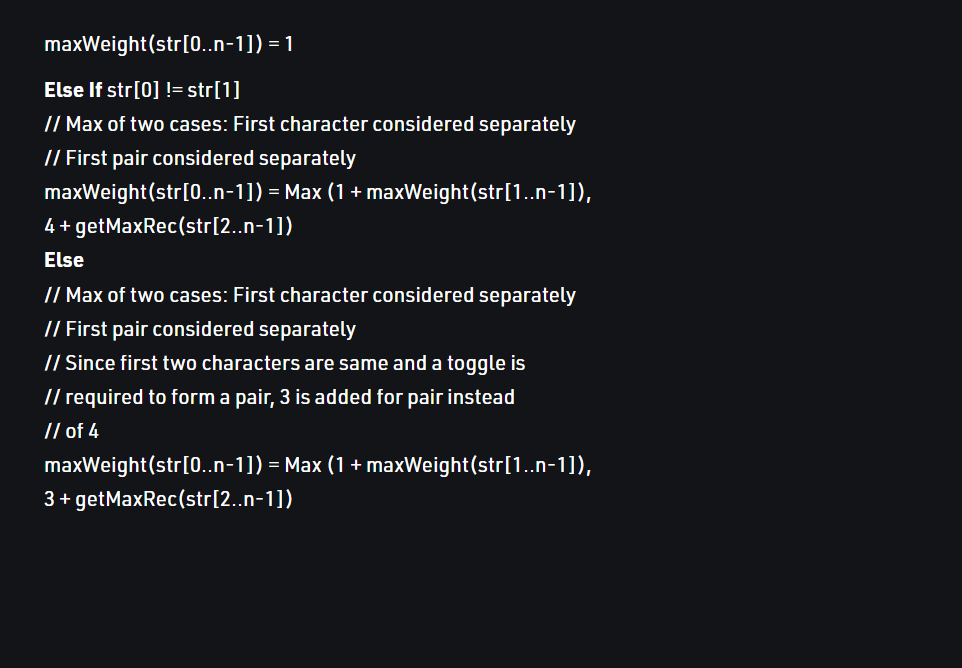 maxWeight(str[0..n-1]) = 1
Else If str[0] != str[1]
// Max of two cases: First character considered separately
// First pair considered separately
maxWeight(str[0..n-1]) = Max (1 + maxWeight(str[1..n-1]),
4 + getMaxRec(str[2..n-1])
Else
// Max of two cases: First character considered separately
// First pair considered separately
// Since first two characters are same and a toggle is
// required to form a pair, 3 is added for pair instead
// of 4
maxWeight(str[0..n-1]) = Max (1 + maxWeight(str[1..n-1]),
3 + getMaxRec(str[2..n-1])